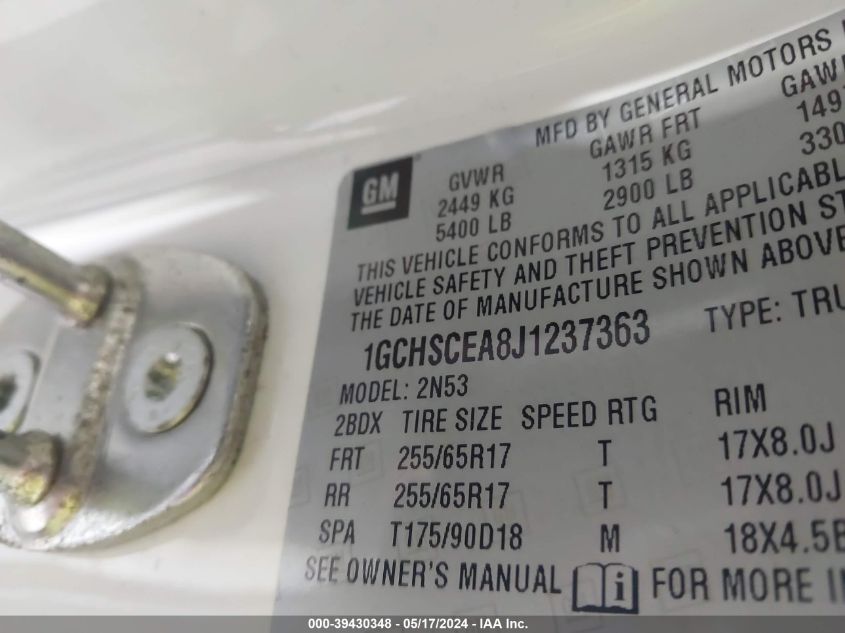 MFD BY GENERAL MOTORS
GM
GVWR GAWR FRT
2449 KG 1315 KG
5400 LB 2900 LB
THIS VEHICLE CONFORMS TO ALL
VEHICLE SAFETY AND THEFT PREVENTION
THE DATE OF MANUFACTURE SHOWN ABOVE
1GCHSCEA8J1237363 TYPE:
MODEL: 2N53
2BDX TIRE SIZE SPEED RTG RIM
FRT 255/65R17 T 17X8.0J
RR 255/65R17 T 17X8.0J
SPA T175/90D18 M 18X4.5B
SEE OWNER'S MANUAL i FOR MORE
000-39430348 - 05/17/2024 - IAA Inc.